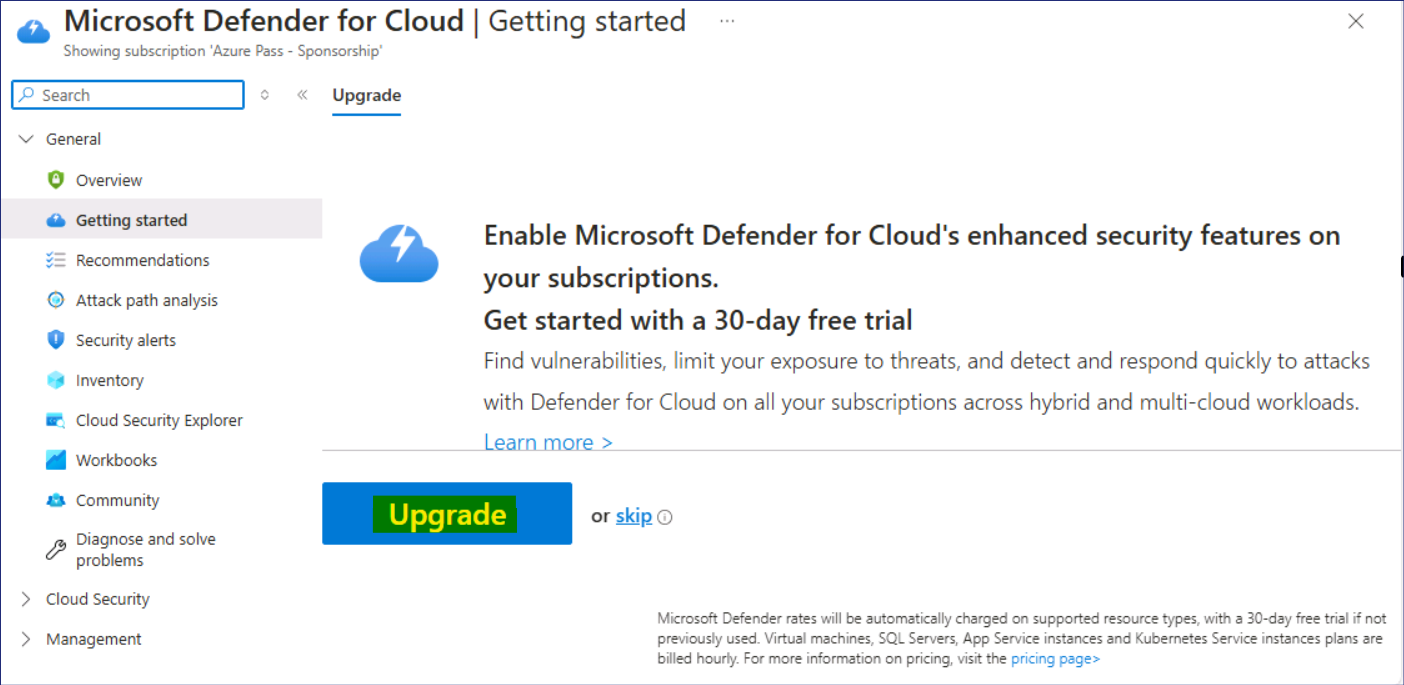 Microsoft Defender for Cloud | Getting started ...
Showing subscription 'Azure Pass - Sponsorship'
Search
Upgrade
General
Overview
Getting started
Recommendations
Attack path analysis
Security alerts
Inventory
Cloud Security Explorer
Workbooks
Community
Diagnose and solve
problems
Cloud Security
Management
Enable Microsoft Defender for Cloud's enhanced security features on
your subscriptions.
Get started with a 30-day free trial
Find vulnerabilities, limit your exposure to threats, and detect and respond quickly to attacks
with Defender for Cloud on all your subscriptions across hybrid and multi-cloud workloads.
Learn more >
Upgrade or skip
Microsoft Defender rates will be automatically charged on supported resource types, with a 30-day free trial if not
previously used. Virtual machines, SQL Servers, App Service instances and Kubernetes Service instances plans are
billed hourly. For more information on pricing, visit the pricing page>